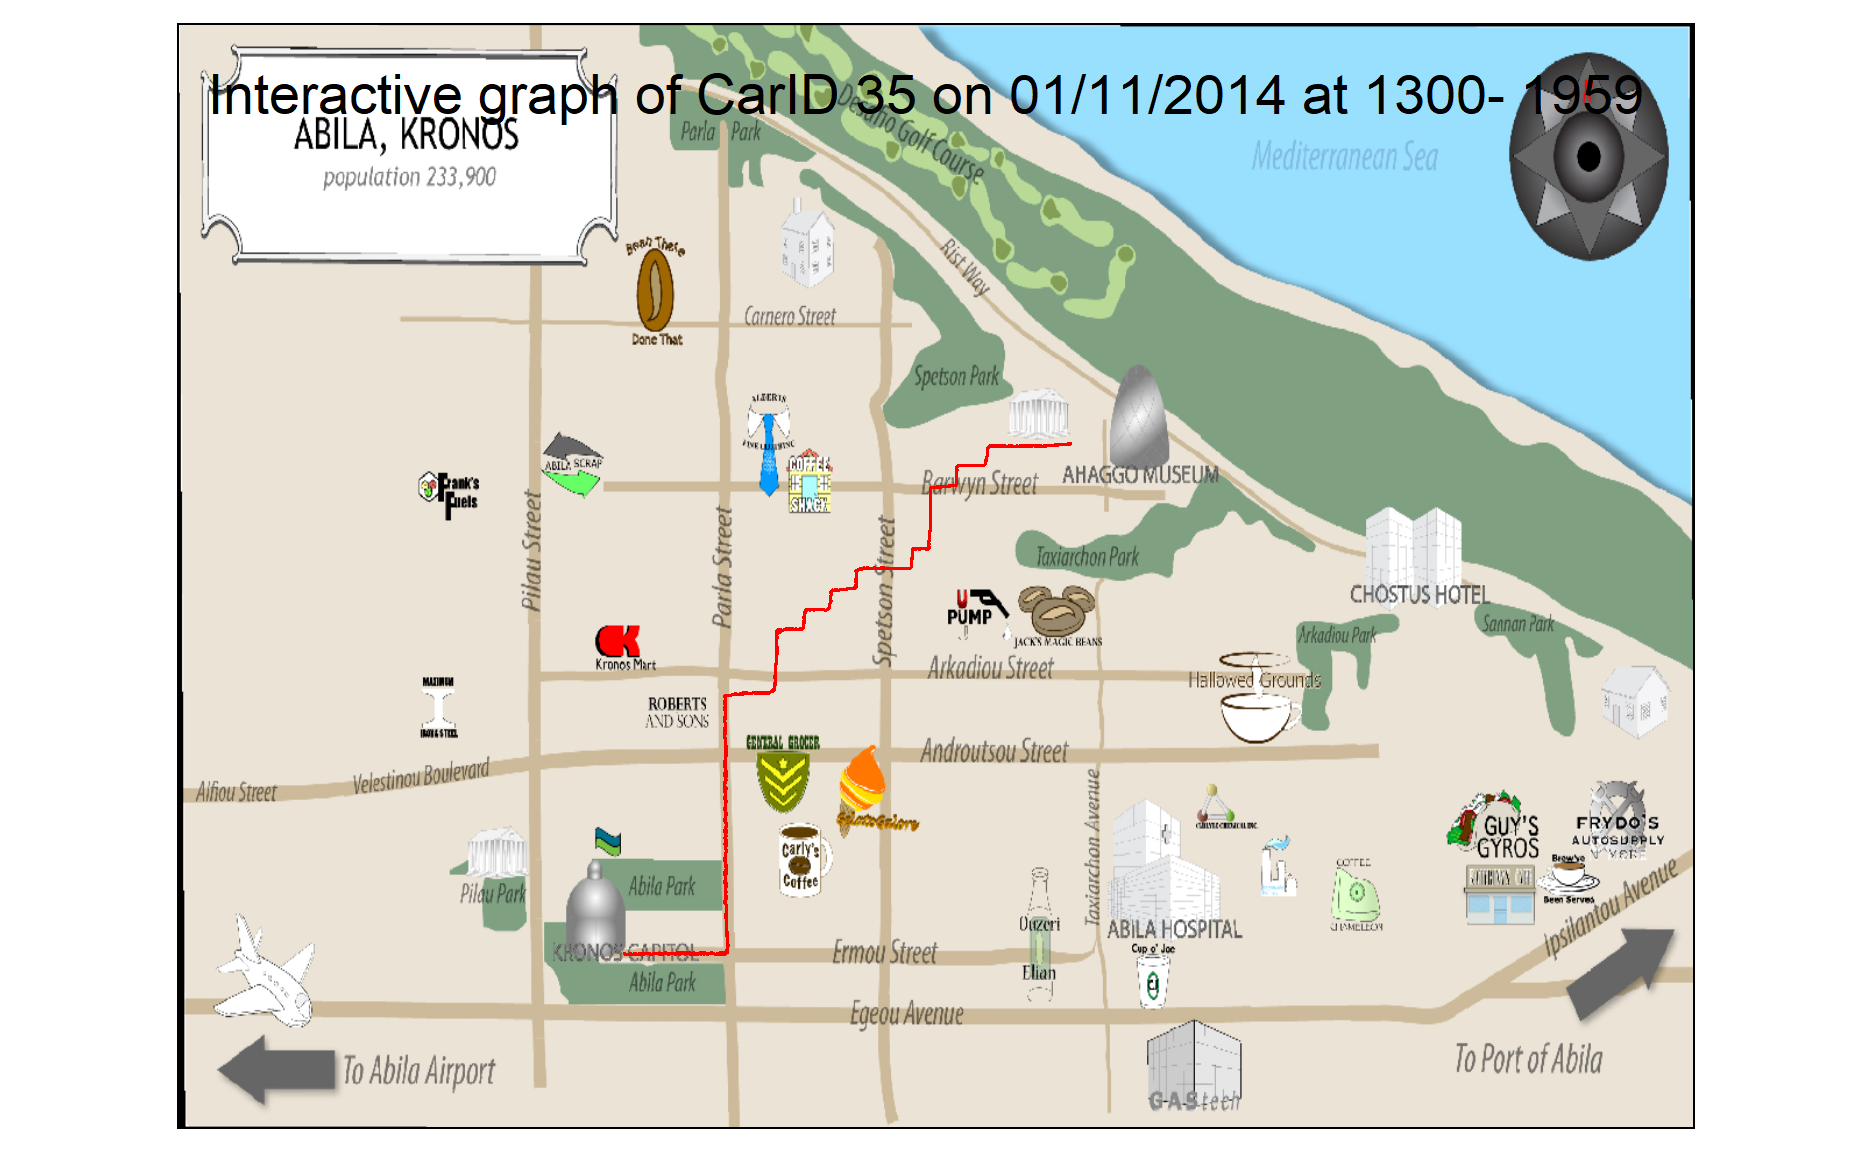 Interactive graph of CarID 35 on 01/11/2014 at 1300- 1959
ABILA, KRONOS
population 233,900
Parla Park
Desafio Golf Course
Mediterranean Sea
N
Bean There
Done That
Carnero Street
Rist Way
Spetson Park
ALBERTS
FINE CLOTHING
COFFEE
SHACK
ABILA SCRAP
Frank's
Fuels
Barwyn Street
AHAGGO MUSEUM
Pilau Street
Parla Street
Spetson Street
Taxiarchon Park
CHOSTUS HOTEL
U
PUMP
JACK'S MAGIC BEANS
Arkadiou Park
Sannan Park
Kronos Mart
Arkadiou Street
Hallowed Grounds
MAXIMUM
IRON & STEEL
ROBERTS
AND SONS
GENERAL GROCER
Androutsou Street
Alfiou Street
Velestinou Boulevard
Gelato Galore
Carly's
Coffee
Taxiarchon Avenue
CARLYLE CHEMICAL INC.
GUY'S
GYROS
FRYDO'S
AUTOSUPPLY
N' MORE
Brew've
Been Served
COFFEE
CHAMELEON
Ipsilantou Avenue
Pilau Park
Abila Park
KRONOS CAPITOL
Abila Park
Ermou Street
Ouzeri
Elian
ABILA HOSPITAL
Cup o' Joe
Egeou Avenue
To Abila Airport
GAStech
To Port of Abila